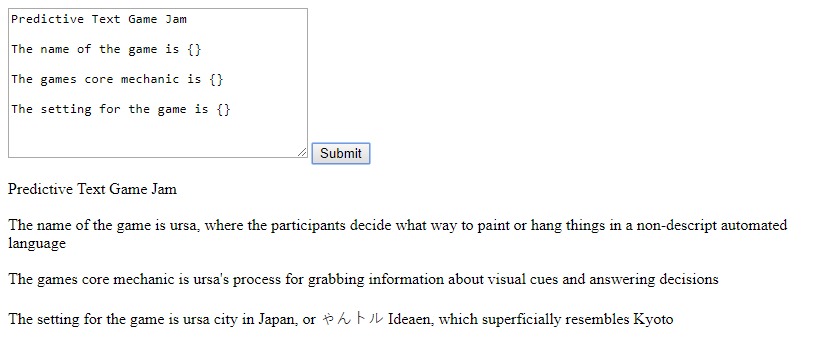 Predictive Text Game Jam
The name of the game is {}
The games core mechanic is {}
The setting for the game is {}
Submit
Predictive Text Game Jam
The name of the game is ursa, where the participants decide what way to paint or hang things in a non-descript automated
language
The games core mechanic is ursa's process for grabbing information about visual cues and answering decisions
The setting for the game is ursa city in Japan, or ゃんトル Ideaen, which superficially resembles Kyoto